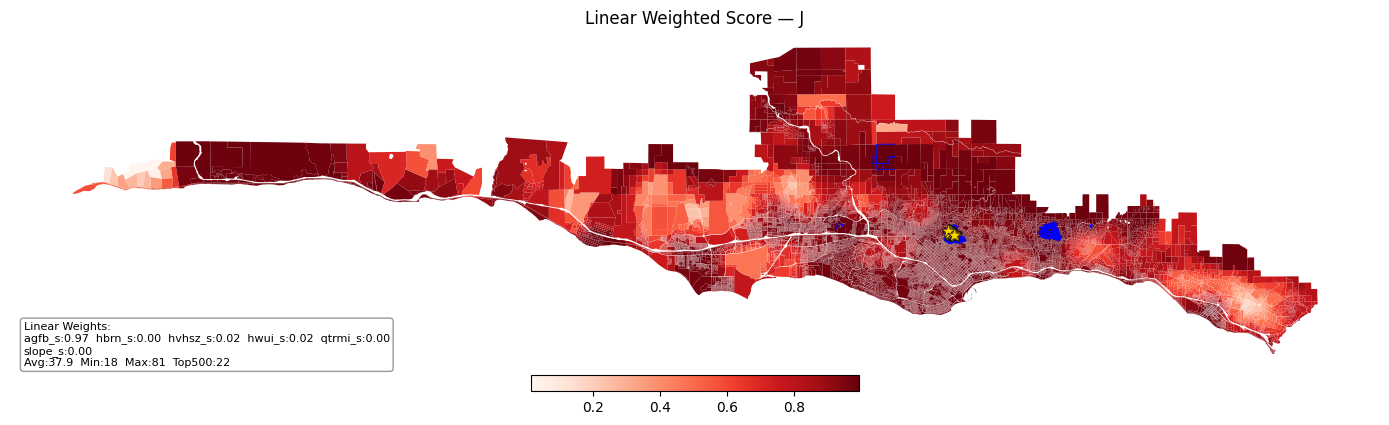 Linear Weighted Score — J
Linear Weights:
agfb_s:0.97  hbrn_s:0.00  hvhsz_s:0.02  hwui_s:0.02  qtrmi_s:0.00
slope_s:0.00
Avg:37.9  Min:18  Max:81  Top500:22
0.2
0.4
0.6
0.8